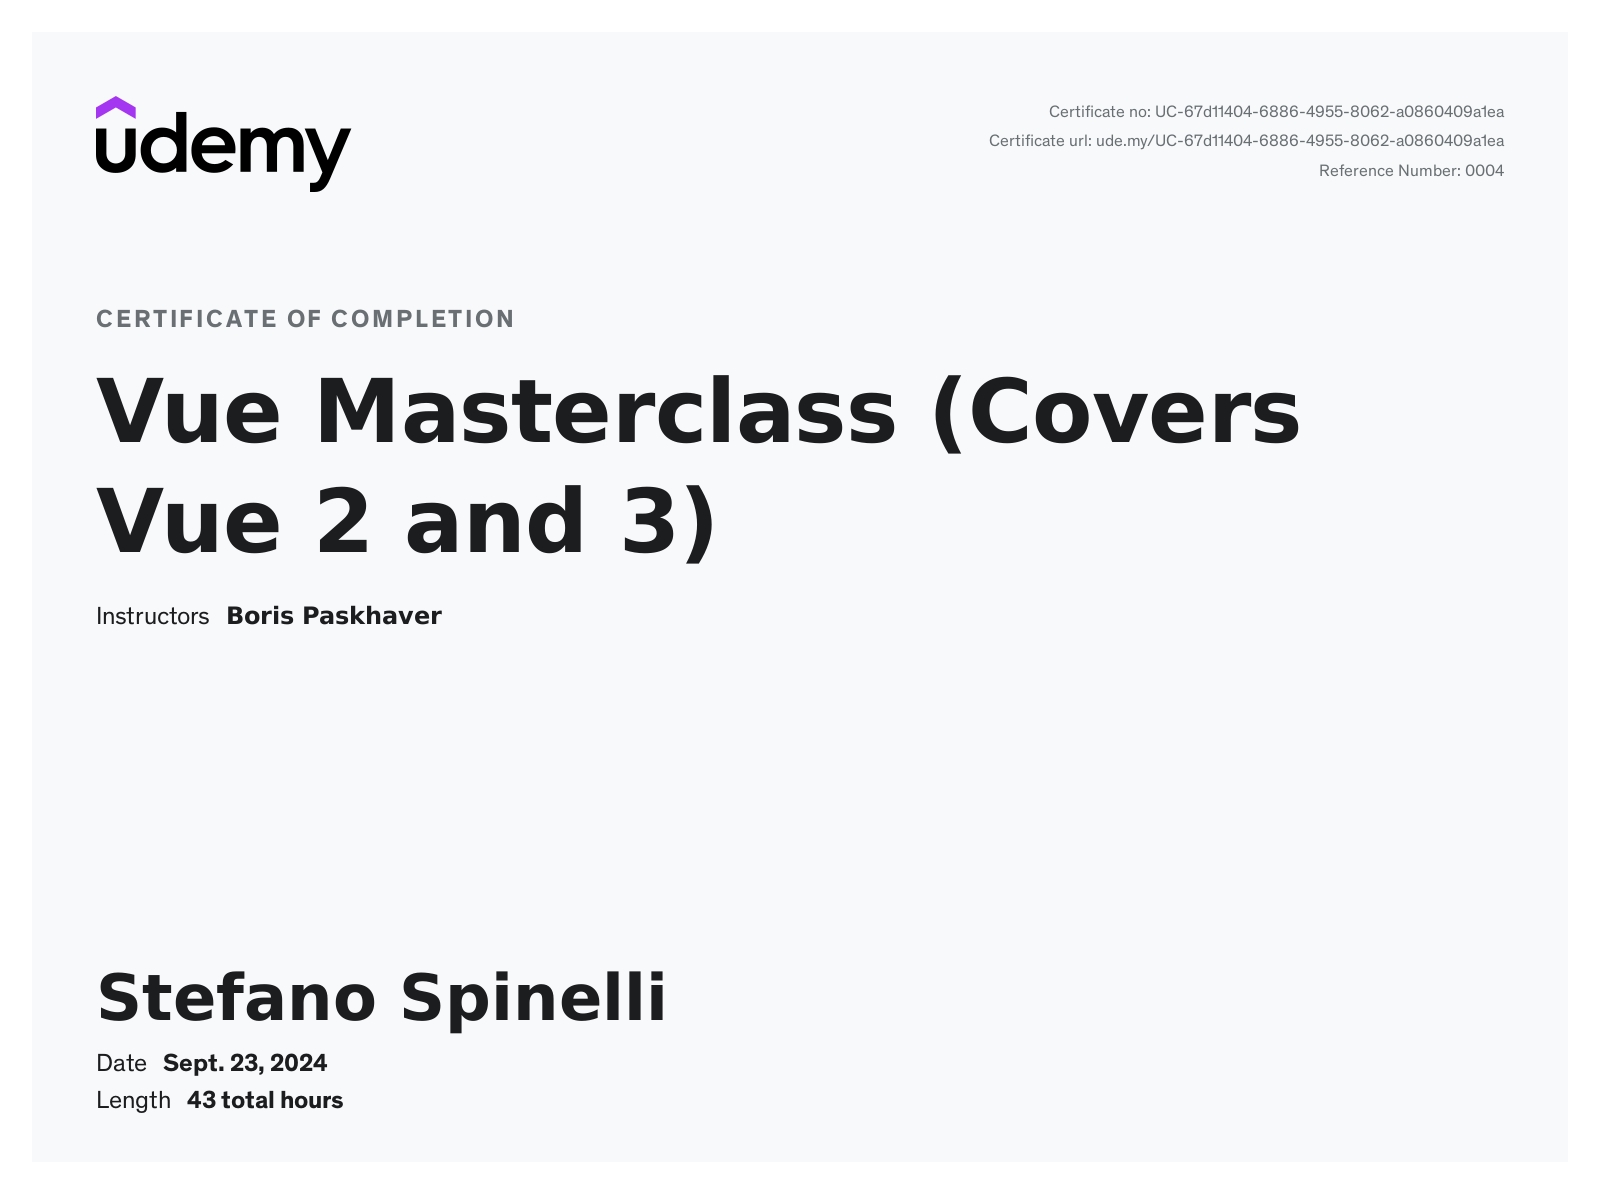 udemy
Certificate no: UC-67d11404-6886-4955-8062-a0860409a1ea
Certificate url: ude.my/UC-67d11404-6886-4955-8062-a0860409a1ea
Reference Number: 0004
CERTIFICATE OF COMPLETION
Vue Masterclass (Covers
Vue 2 and 3)
Instructors Boris Paskhaver
Stefano Spinelli
Date Sept. 23, 2024
Length 43 total hours